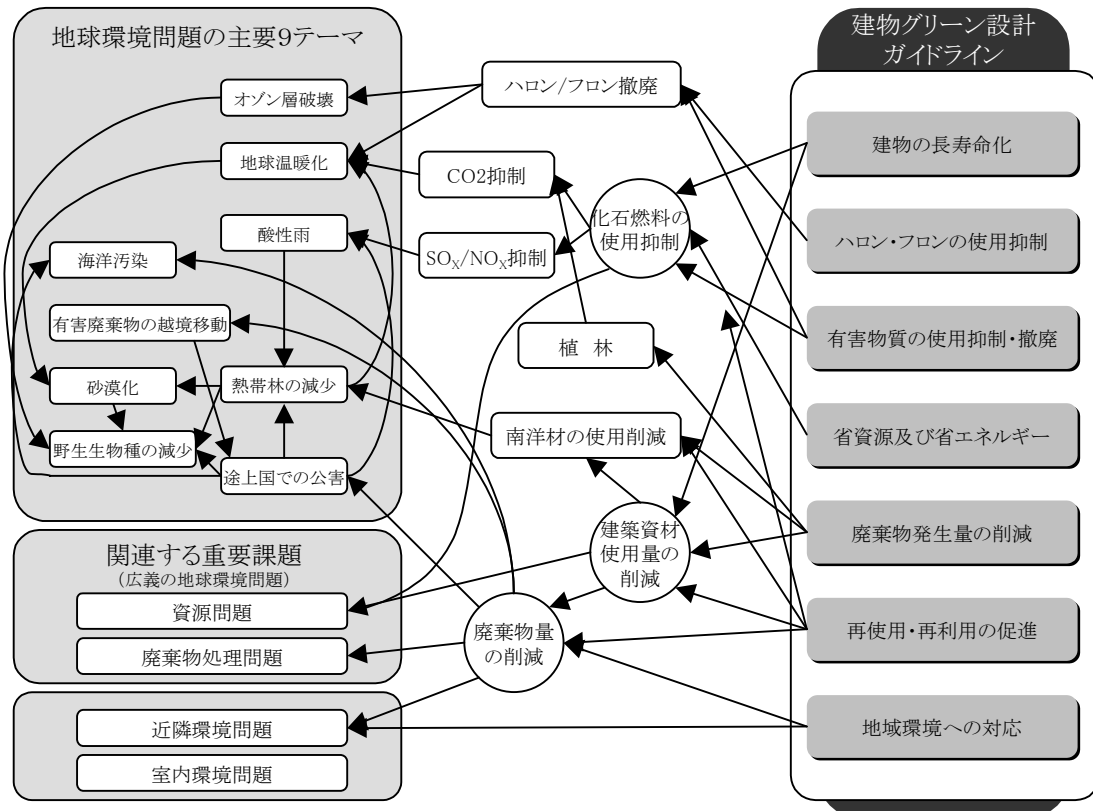 地球環境問題の主要9テーマ
オゾン層破壊
地球温暖化
酸性雨
海洋汚染
有害廃棄物の越境移動
砂漠化
熱帯林の減少
野生生物種の減少
途上国での公害
関連する重要課題
(広義の地球環境問題)
資源問題
廃棄物処理問題
近隣環境問題
室内環境問題
ハロン/フロン撤廃
CO2抑制
SOX/NOX抑制
化石燃料の
使用抑制
植 林
南洋材の使用削減
建築資材
使用量の
削減
廃棄物量
の削減
建物グリーン設計
ガイドライン
建物の長寿命化
ハロン・フロンの使用抑制
有害物質の使用抑制・撤廃
省資源及び省エネルギー
廃棄物発生量の削減
再使用・再利用の促進
地域環境への対応